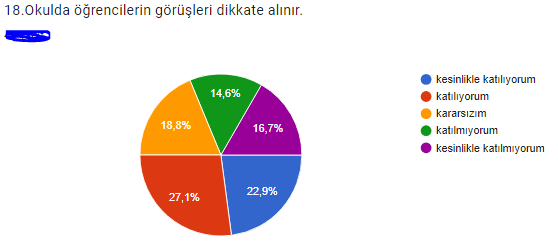 18.Okulda öğrencilerin görüşleri dikkate alınır.
kesinlikle katılıyorum
katılıyorum
kararsızım
katılmıyorum
kesinlikle katılmıyorum
14,6%
18,8%
16,7%
27,1%
22,9%